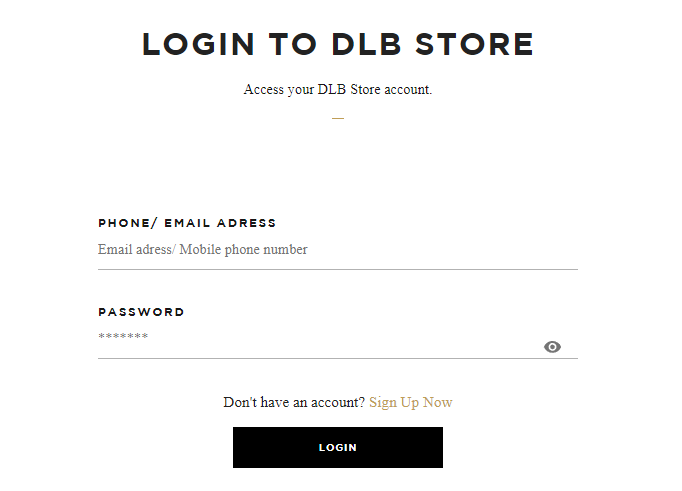 LOGIN TO DLB STORE
Access your DLB Store account.
PHONE/ EMAIL ADRESS
Email adress/ Mobile phone number
PASSWORD
*******
Don't have an account? Sign Up Now
LOGIN